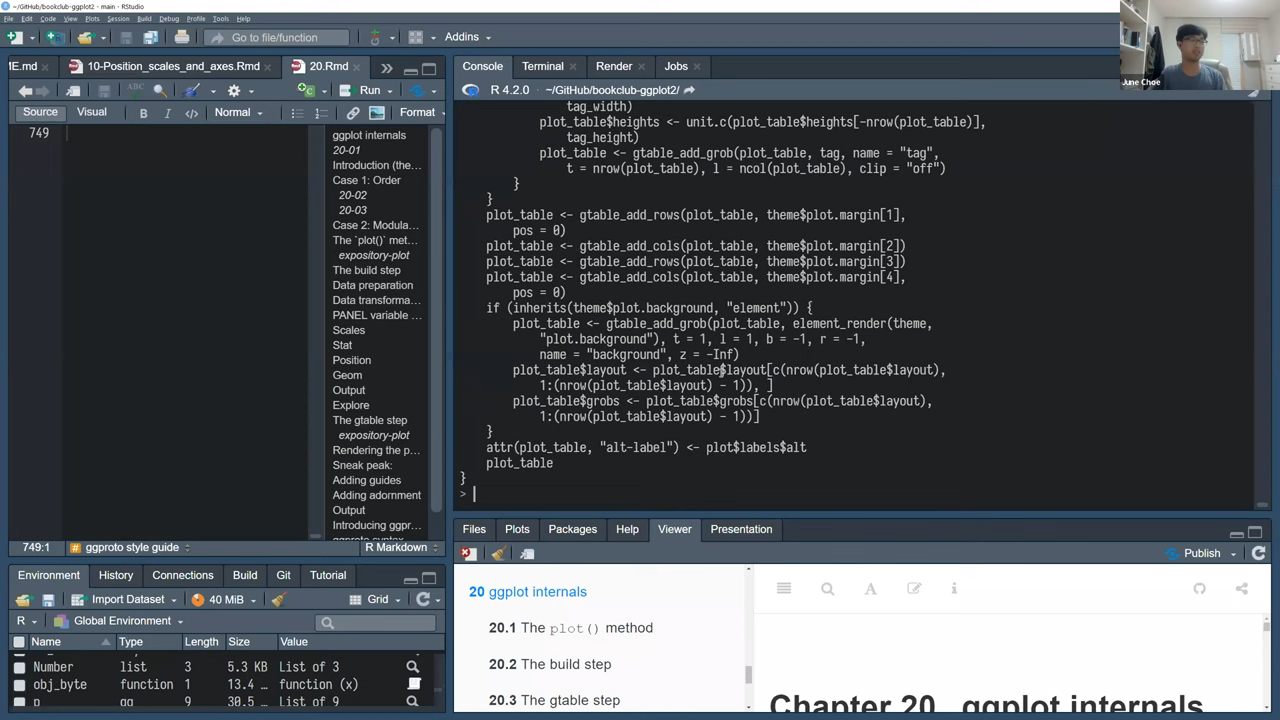 ~/GitHub/bookclub-ggplot2 - main - RStudio
File Edit Code View Plots Session Build Debug Profile Tools Help
Go to file/function
Addins
ME.md
10-Position_scales_and_axes.Rmd
20.Rmd
ABC
Run
Source Visual
B I </> Normal
Format
749
ggplot internals
20-01
Introduction (the...
Case 1: Order
20-02
20-03
Case 2: Modula...
The `plot()` met...
expository-plot
The build step
Data preparation
Data transforma...
PANEL variable ...
Scales
Stat
Position
Geom
Output
Explore
The gtable step
expository-plot
Rendering the p...
Sneak peak:
Adding guides
Adding adornment
Output
Introducing ggpr...
ggproto syntax
749:1 # ggproto style guide R Markdown
Environment History Connections Build Git Tutorial
Import Dataset 40 MiB Grid
R Global Environment
Name Type Length Size Value
Number list 3 5.3 KB List of 3
obj_byte function 1 13.4 … function (x)
p gg 9 30.5 … List of 9
Console Terminal Render Jobs
R 4.2.0 · ~/GitHub/bookclub-ggplot2/
June Choe
tag_width)
plot_table$heights <- unit.c(plot_table$heights[-nrow(plot_table)],
tag_height)
plot_table <- gtable_add_grob(plot_table, tag, name = "tag",
t = nrow(plot_table), l = ncol(plot_table), clip = "off")
}
}
plot_table <- gtable_add_rows(plot_table, theme$plot.margin[1],
pos = 0)
plot_table <- gtable_add_cols(plot_table, theme$plot.margin[2])
plot_table <- gtable_add_rows(plot_table, theme$plot.margin[3])
plot_table <- gtable_add_cols(plot_table, theme$plot.margin[4],
pos = 0)
if (inherits(theme$plot.background, "element")) {
plot_table <- gtable_add_grob(plot_table, element_render(theme,
"plot.background"), t = 1, l = 1, b = -1, r = -1,
name = "background", z = -Inf)
plot_table$layout <- plot_table$layout[c(nrow(plot_table$layout),
1:(nrow(plot_table$layout) - 1)), ]
plot_table$grobs <- plot_table$grobs[c(nrow(plot_table$layout),
1:(nrow(plot_table$layout) - 1))]
}
attr(plot_table, "alt-label") <- plot$labels$alt
plot_table
}
>
Files Plots Packages Help Viewer Presentation
Publish
20 ggplot internals
20.1 The plot() method
20.2 The build step
20.3 The gtable step
A i
Chapter 20 ggplot internals